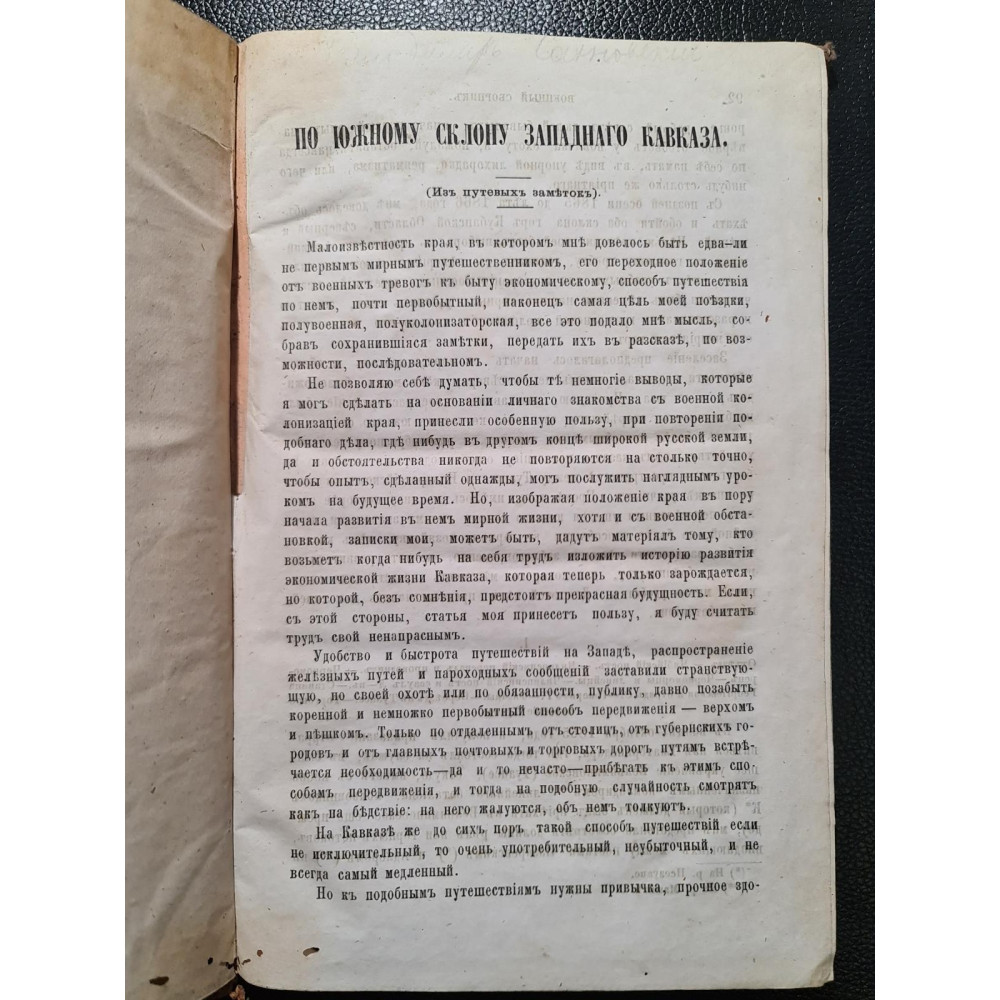 ПО ЮЖНОМУ СКЛОНУ ЗАПАДНАГО КАВКАЗА.
(Изъ путевыхъ замѣтокъ).
Малоизвѣстность края, въ которомъ мнѣ довелось быть едва-ли
не первымъ мирнымъ путешественникомъ, его переходное положеніе
отъ военныхъ тревогъ къ быту экономическому, способъ путешествія
по немъ, почти первобытный, наконецъ самая цѣль моей поѣздки,
полувоенная, полуколонизаторская, все это подало мнѣ мысль, со-
бравъ сохранившіяся замѣтки, передать ихъ въ разсказѣ, по воз-
можности, послѣдовательномъ.
Не позволяю себѣ думать, чтобы тѣ немногіе выводы, которые
я могъ сдѣлать на основаніи личнаго знакомства съ военной ко-
лонизаціей края, принесли особенную пользу, при повтореніи по-
добнаго дѣла, гдѣ нибудь въ другомъ концѣ широкой русской земли,
да и обстоятельства никогда не повторяются на столько точно,
чтобы опытъ, сдѣланный однажды, могъ послужить нагляднымъ уро-
комъ на будущее время. Но, изображая положеніе края въ пору
начала развитія въ немъ мирной жизни, хотя и съ военной обста-
новкой, записки мои, можетъ быть, дадутъ матеріялъ тому, кто
возьметъ когда нибудь на себя трудъ изложить исторію развитія
экономической жизни Кавказа, которая теперь только зарождается,
но которой, безъ сомнѣнія, предстоитъ прекрасная будущность. Если,
съ этой стороны, статья моя принесетъ пользу, я буду считать
трудъ свой ненапраснымъ.
Удобство и быстрота путешествій на Западѣ, распространеніе
желѣзныхъ путей и пароходныхъ сообщеній заставили странствую-
щую, по своей охотѣ или по обязанности, публику, давно позабыть
коренной и немножко первобытный способъ передвиженія — верхомъ
и пѣшкомъ. Только по отдаленнымъ отъ столицъ, отъ губернскихъ го-
родовъ и отъ главныхъ почтовыхъ и торговыхъ дорогъ путямъ встрѣ-
чается необходимость—да и то нечасто—прибѣгать къ этимъ спо-
собамъ передвиженія, и тогда на подобную случайность смотрятъ
какъ на бѣдствіе: на него жалуются, объ немъ толкуютъ.
На Кавказѣ же до сихъ поръ такой способъ путешествій если
не исключительный, то очень употребительный, неубыточный, и не
всегда самый медленный.
Но къ подобнымъ путешествіямъ нужны привычка, прочное здо-